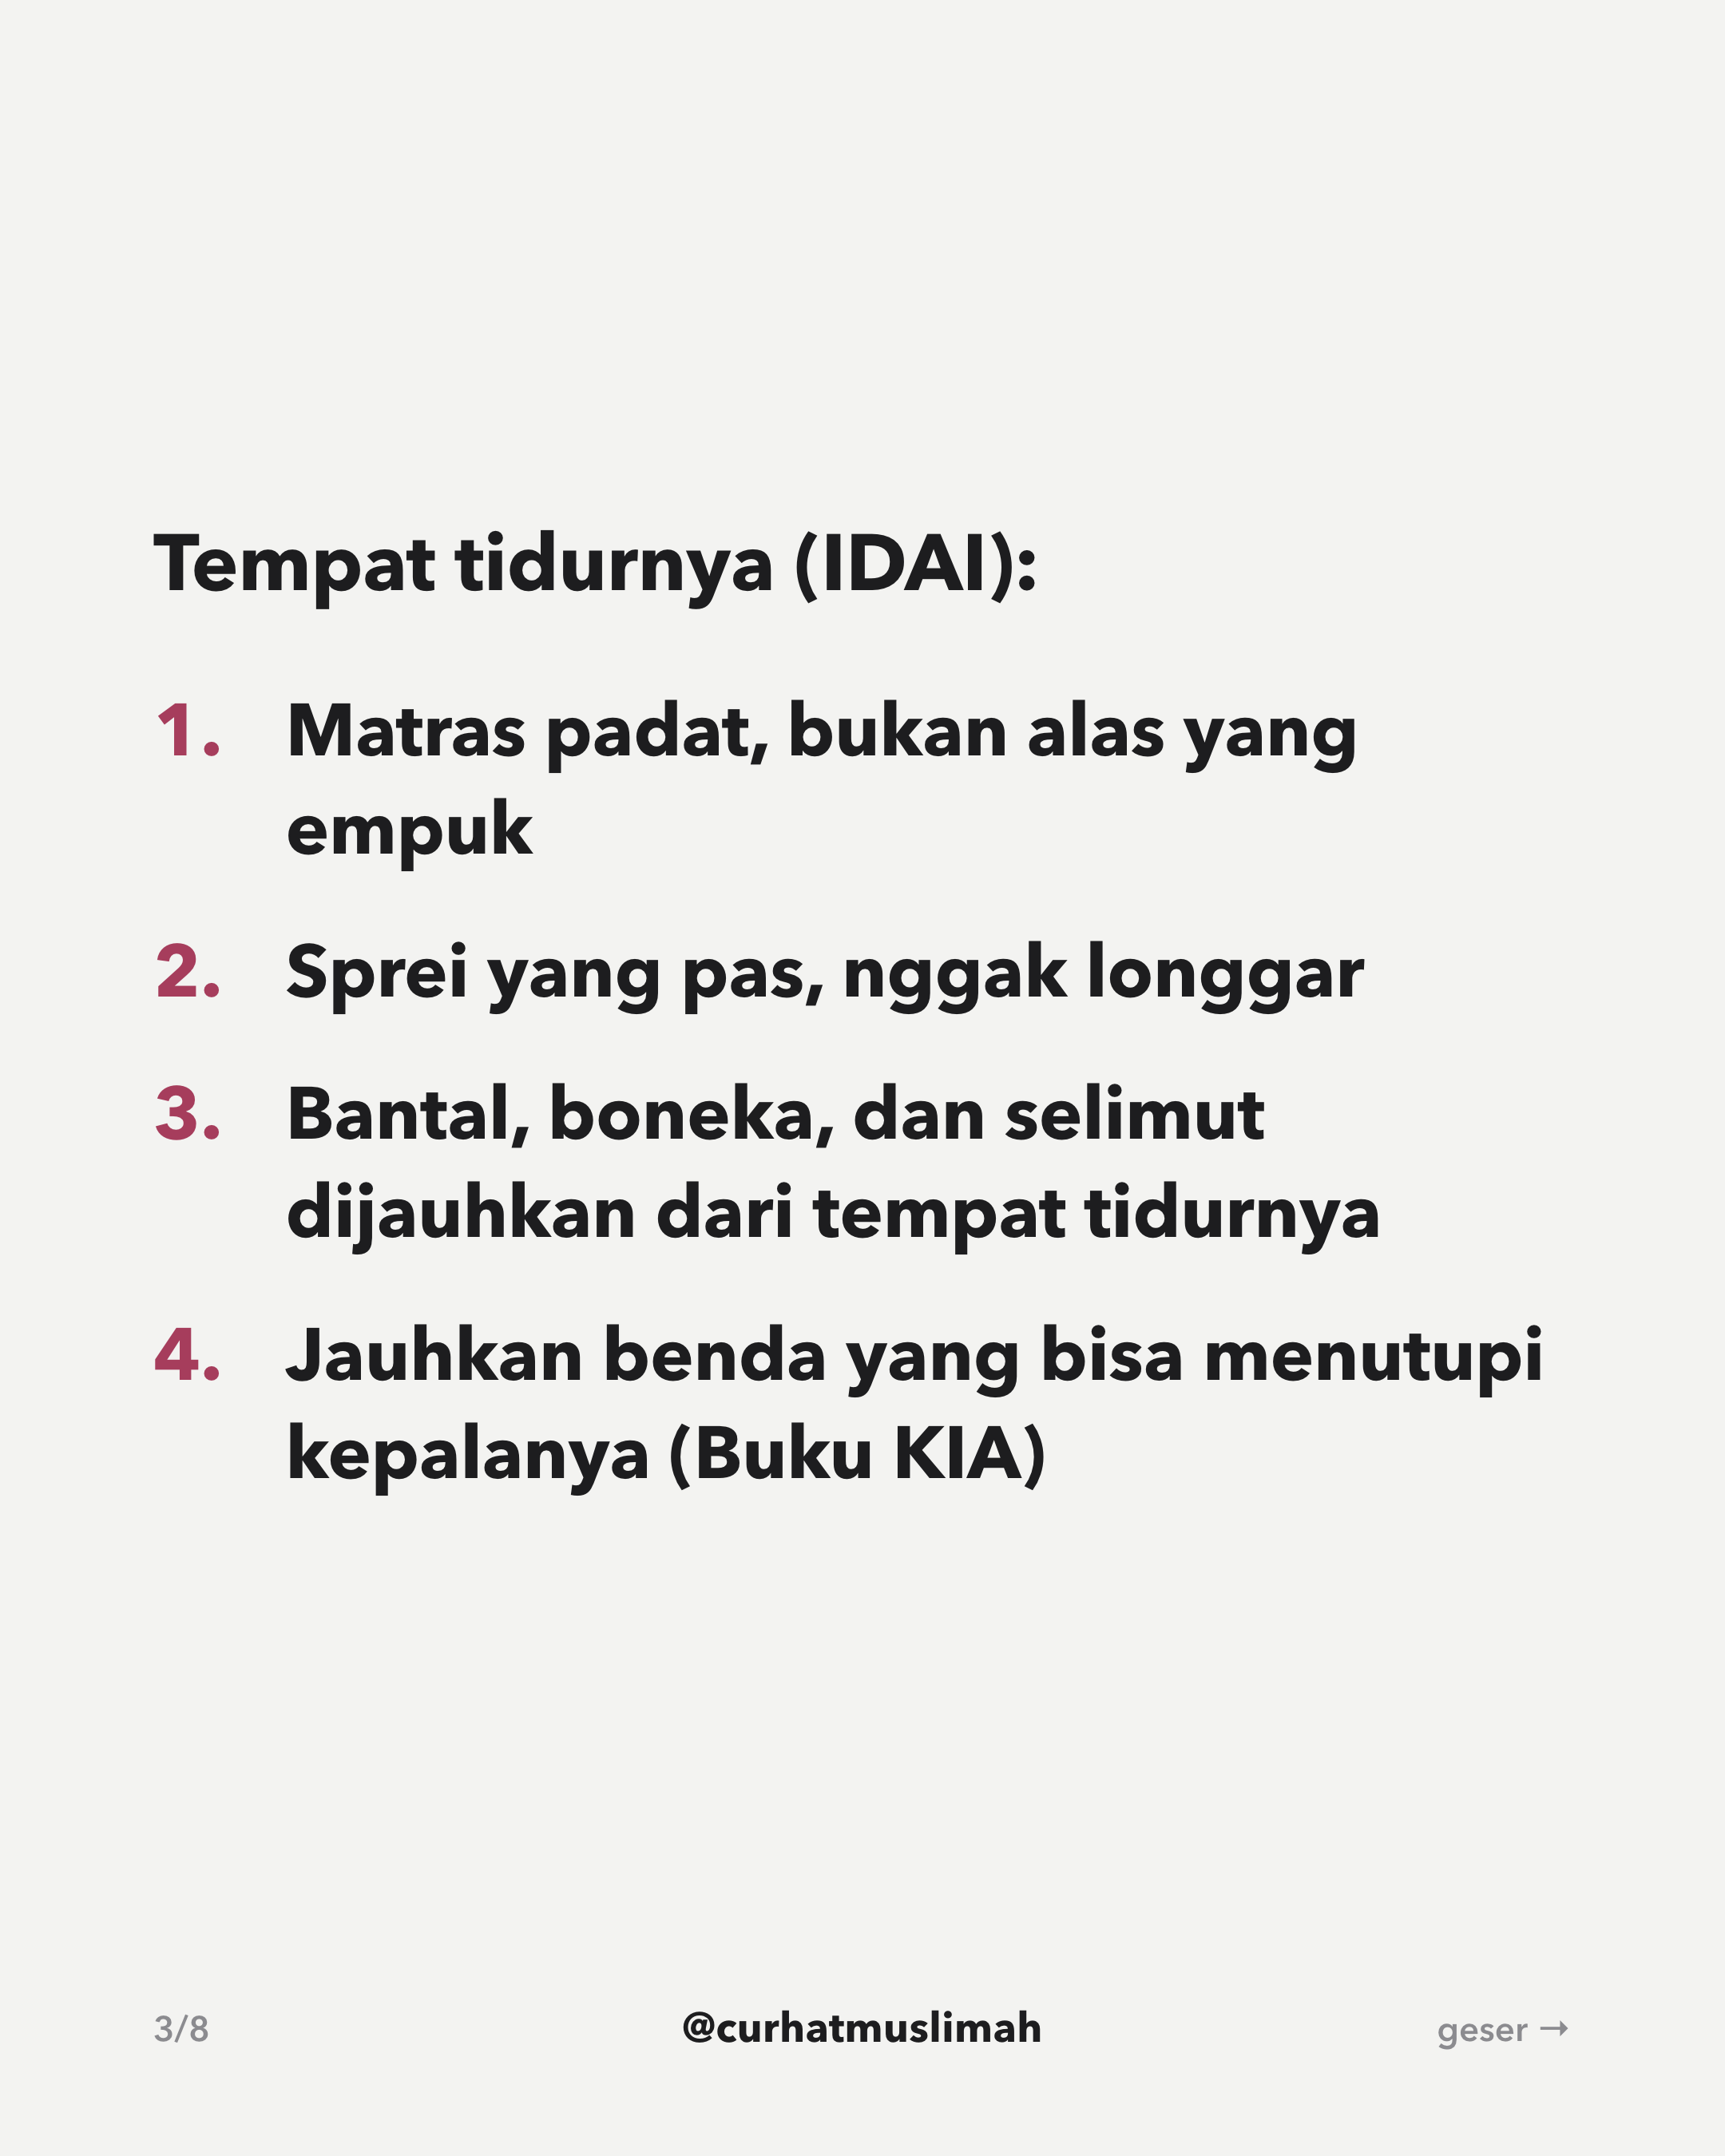 Tempat tidurnya (IDAI):
1. Matras padat, bukan alas yang
empuk
2. Sprei yang pas, nggak longgar
3. Bantal, boneka, dan selimut
dijauhkan dari tempat tidurnya
4. Jauhkan benda yang bisa menutupi
kepalanya (Buku KIA)
3/8 @curhatmuslimah geser →